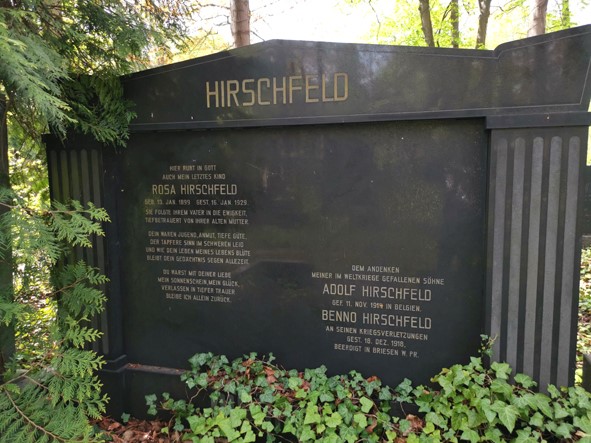 HIRSCHFELD
HIER RUHT IN GOTT
AUCH MEIN LETZTES KIND
ROSA HIRSCHFELD
GEB. 13. JAN. 1899 GEST. 16. JAN. 1929.
SIE FOLGTE IHREM VATER IN DIE EWIGKEIT,
TIEFBETRAUERT VON IHRER ALTEN MUTTER.
DEIN WAREN JUGEND, ANMUT, TIEFE GÜTE,
DER TAPFERE SINN IM SCHWEREN LEID
UND WIE DEIN LEBEN MEINES LEBENS BLÜTE
BLEIBT DEIN GEDÄCHTNIS SEGEN ALLEZEIT.
DU WARST MIT DEINER LIEBE
MEIN SONNENSCHEIN, MEIN GLÜCK,
VERLASSEN IN TIEFER TRAUER
BLEIBE ICH ALLEIN ZURÜCK.
DEM ANDENKEN
MEINER IM WELTKRIEGE GEFALLENEN SÖHNE
ADOLF HIRSCHFELD
GEF. 11. NOV. 1914 IN BELGIEN.
BENNO HIRSCHFELD
AN SEINEN KRIEGSVERLETZUNGEN
GEST. 18. DEZ. 1918,
BEERDIGT IN BRIESEN W. PR.